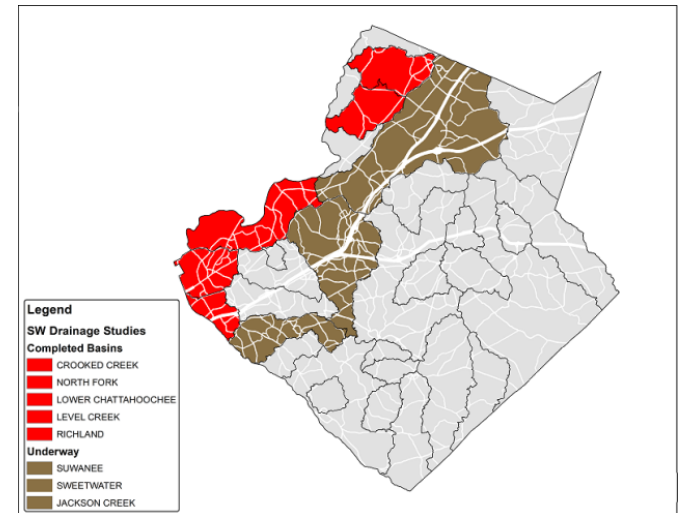 Legend
SW Drainage Studies
Completed Basins
CROOKED CREEK
NORTH FORK
LOWER CHATTAHOOCHEE
LEVEL CREEK
RICHLAND
Underway
SUWANEE
SWEETWATER
JACKSON CREEK